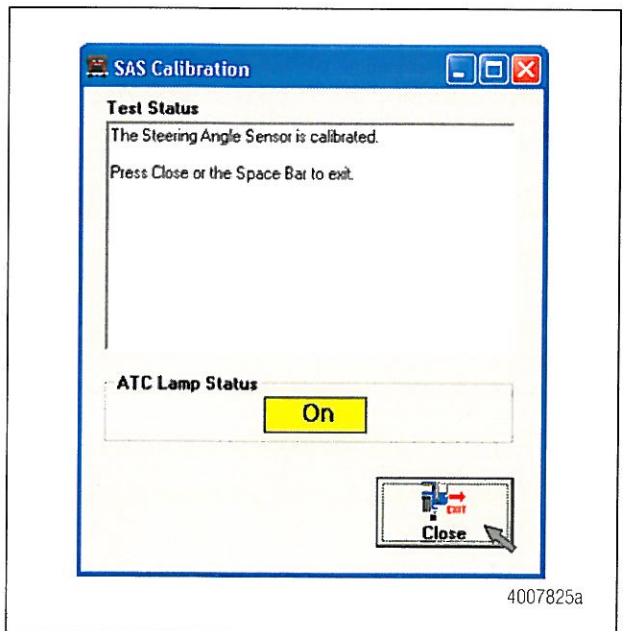 SAS Calibration
Test Status
The Steering Angle Sensor is calibrated.
Press Close or the Space Bar to exit.
ATC Lamp Status
On
EXIT
Close
4007825a